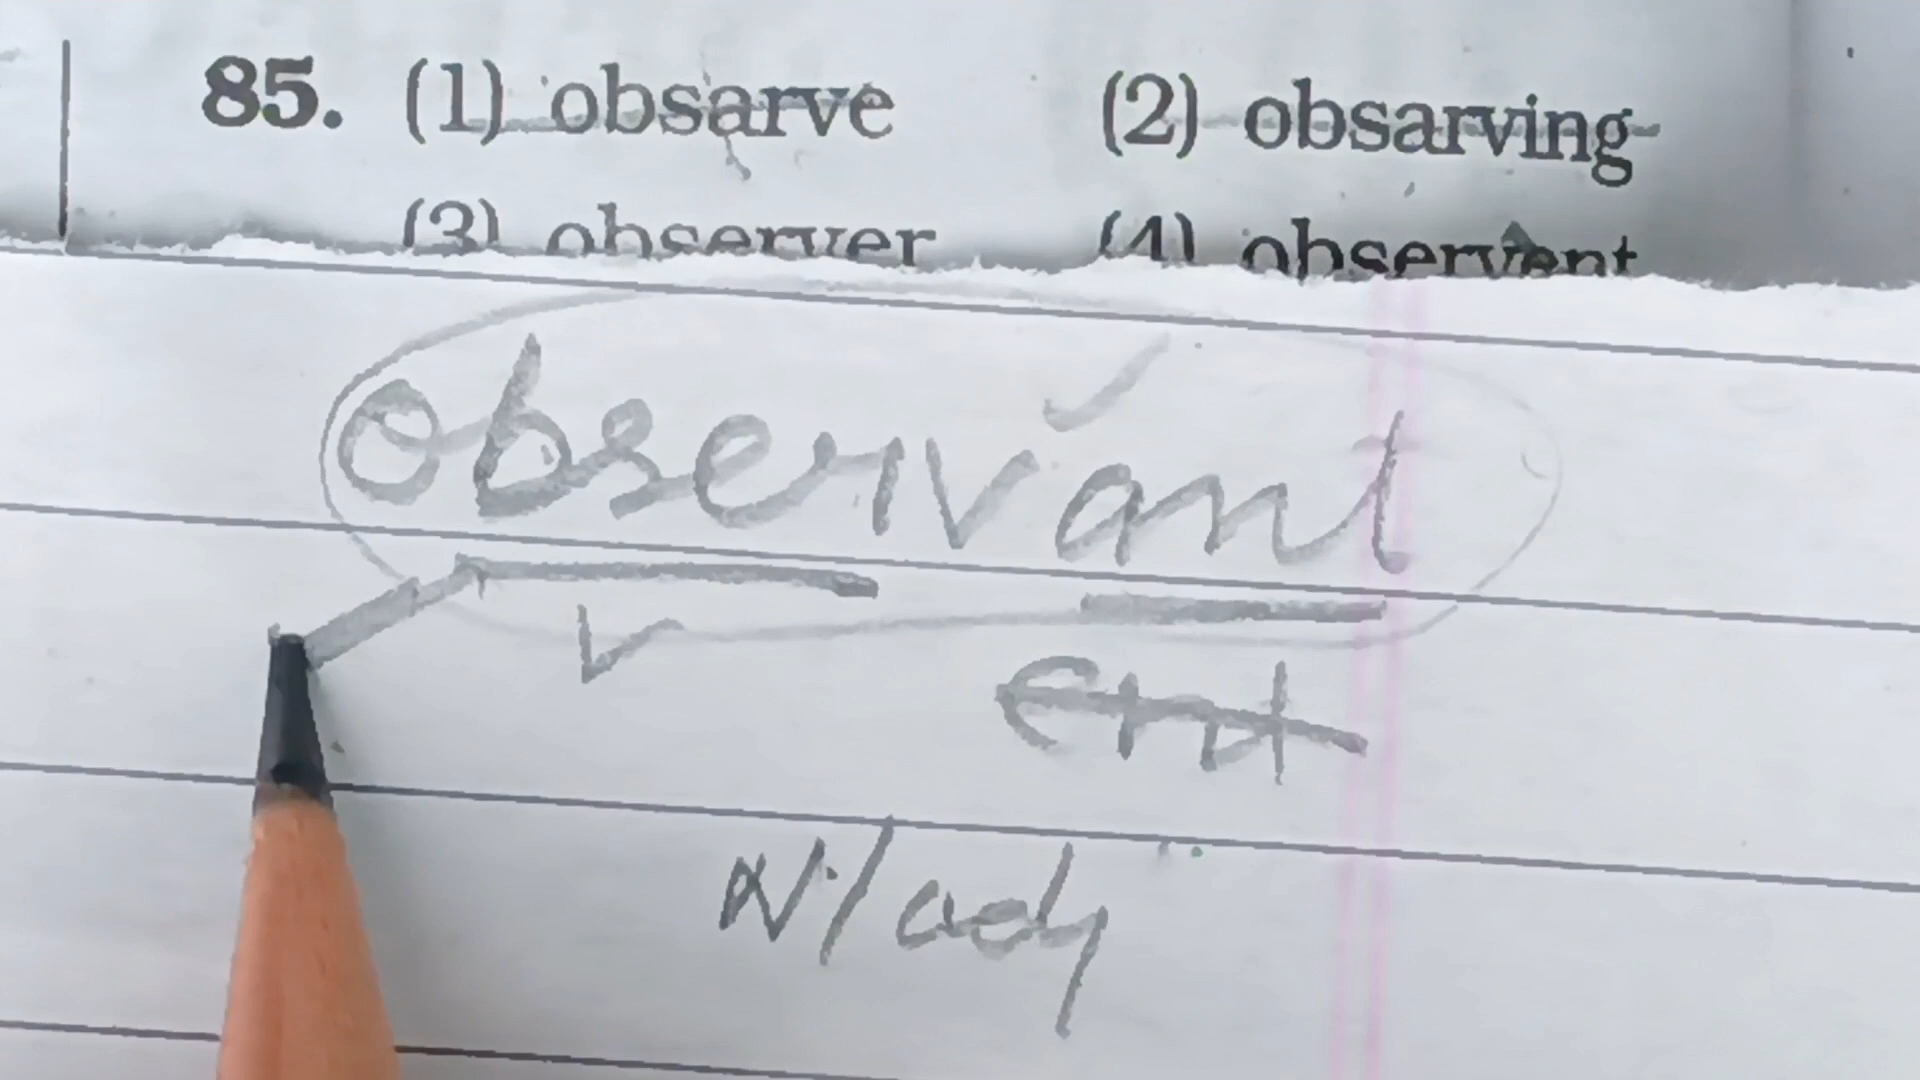 85. (1) obsarve (2) obsarving
(3) observer (4) observent
observant
v ent
N/adj